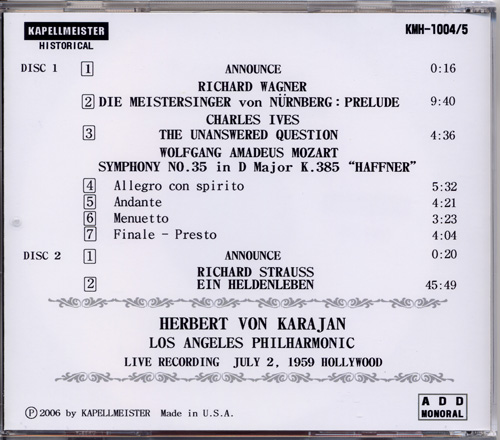 KAPELLMEISTER KMH-1004/5
HISTORICAL
DISC 1 1 ANNOUNCE 0:16
RICHARD WAGNER
2 DIE MEISTERSINGER von NÜRNBERG : PRELUDE 9:40
CHARLES IVES
3 THE UNANSWERED QUESTION 4:36
WOLFGANG AMADEUS MOZART
SYMPHONY NO.35 in D Major K.385 “HAFFNER”
4 Allegro con spirito 5:32
5 Andante 4:21
6 Menuetto 3:23
7 Finale - Presto 4:04
DISC 2 1 ANNOUNCE 0:20
RICHARD STRAUSS
2 EIN HELDENLEBEN 45:49
HERBERT VON KARAJAN
LOS ANGELES PHILHARMONIC
LIVE RECORDING JULY 2, 1959 HOLLYWOOD
Ⓟ2006 by KAPELLMEISTER Made in U.S.A.
A D D
MONORAL